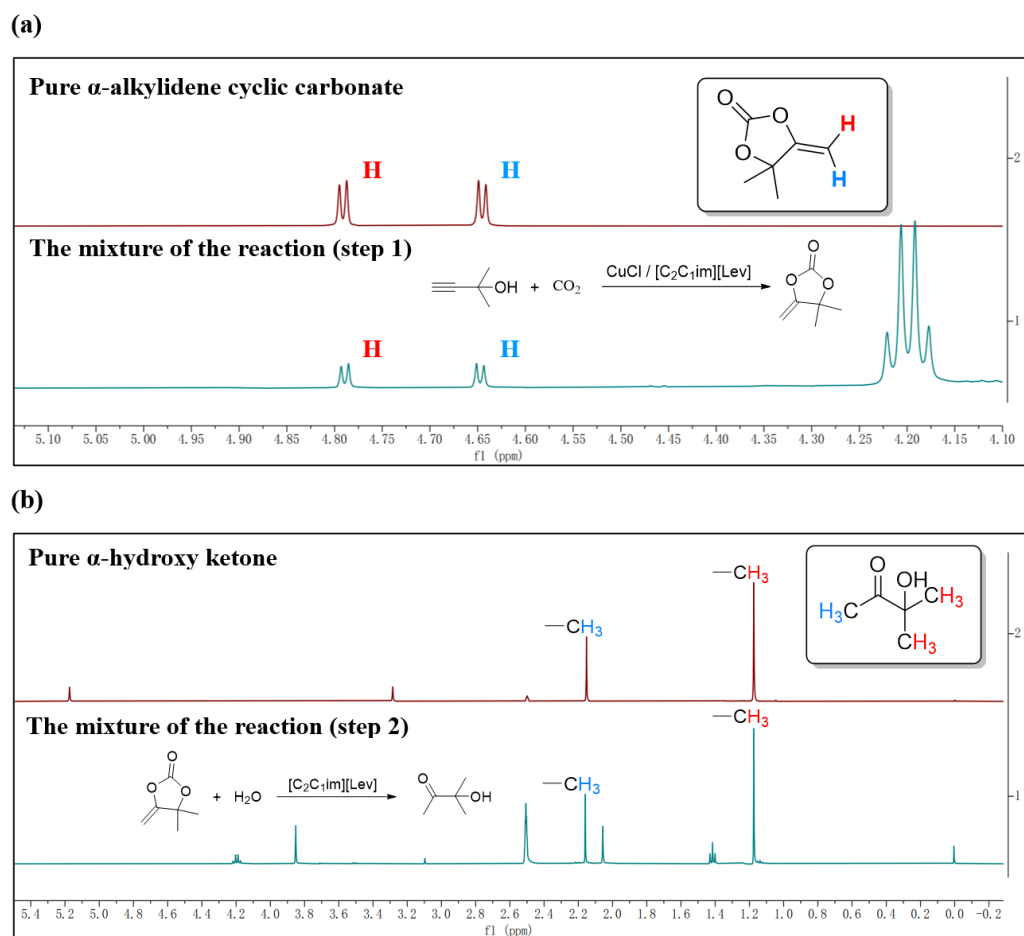 (a)
Pure α-alkylidene cyclic carbonate
O
O
O
H
H
H
H
2
The mixture of the reaction (step 1)
OH + CO₂
CuCl / [C₂C₁im][Lev]
O
O
O
H
H
1
5.10 5.05 5.00 4.95 4.90 4.85 4.80 4.75 4.70 4.65 4.60 4.55 4.50 4.45 4.40 4.35 4.30 4.25 4.20 4.15 4.10
f1 (ppm)
(b)
Pure α-hydroxy ketone
—CH₃
—CH₃
O
OH
H₃C
CH₃
CH₃
2
The mixture of the reaction (step 2)
—CH₃
—CH₃
O
O
O
+ H₂O
[C₂C₁im][Lev]
O
OH
1
5.4 5.2 5.0 4.8 4.6 4.4 4.2 4.0 3.8 3.6 3.4 3.2 3.0 2.8 2.6 2.4 2.2 2.0 1.8 1.6 1.4 1.2 1.0 0.8 0.6 0.4 0.2 0.0 -0.2
f1 (ppm)